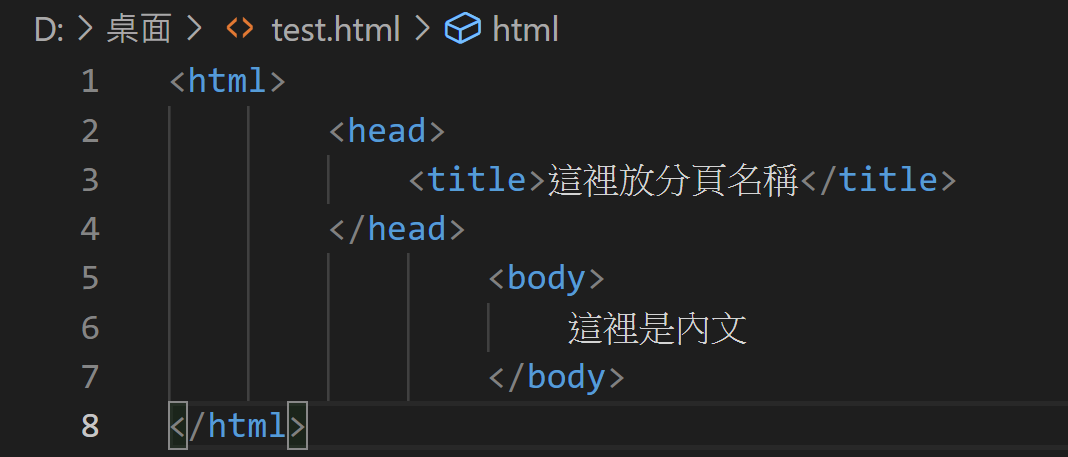 D: > 桌面 > <> test.html > html
1 <html>
2 <head>
3 <title>這裡放分頁名稱</title>
4 </head>
5 <body>
6 這裡是內文
7 </body>
8 </html>